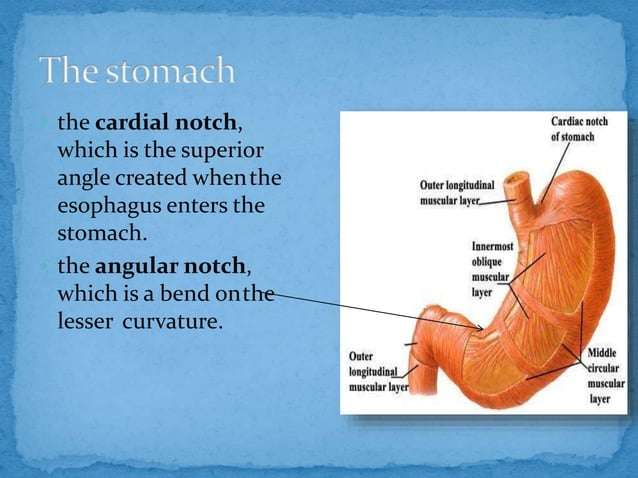 The stomach
the cardial notch,
which is the superior
angle created when the
esophagus enters the
stomach.
the angular notch,
which is a bend on the
lesser curvature.
Cardiac notch
of stomach
Outer longitudinal
muscular layer
Innermost
oblique
muscular
layer
Outer
longitudinal
muscular layer
Middle
circular
muscular
layer